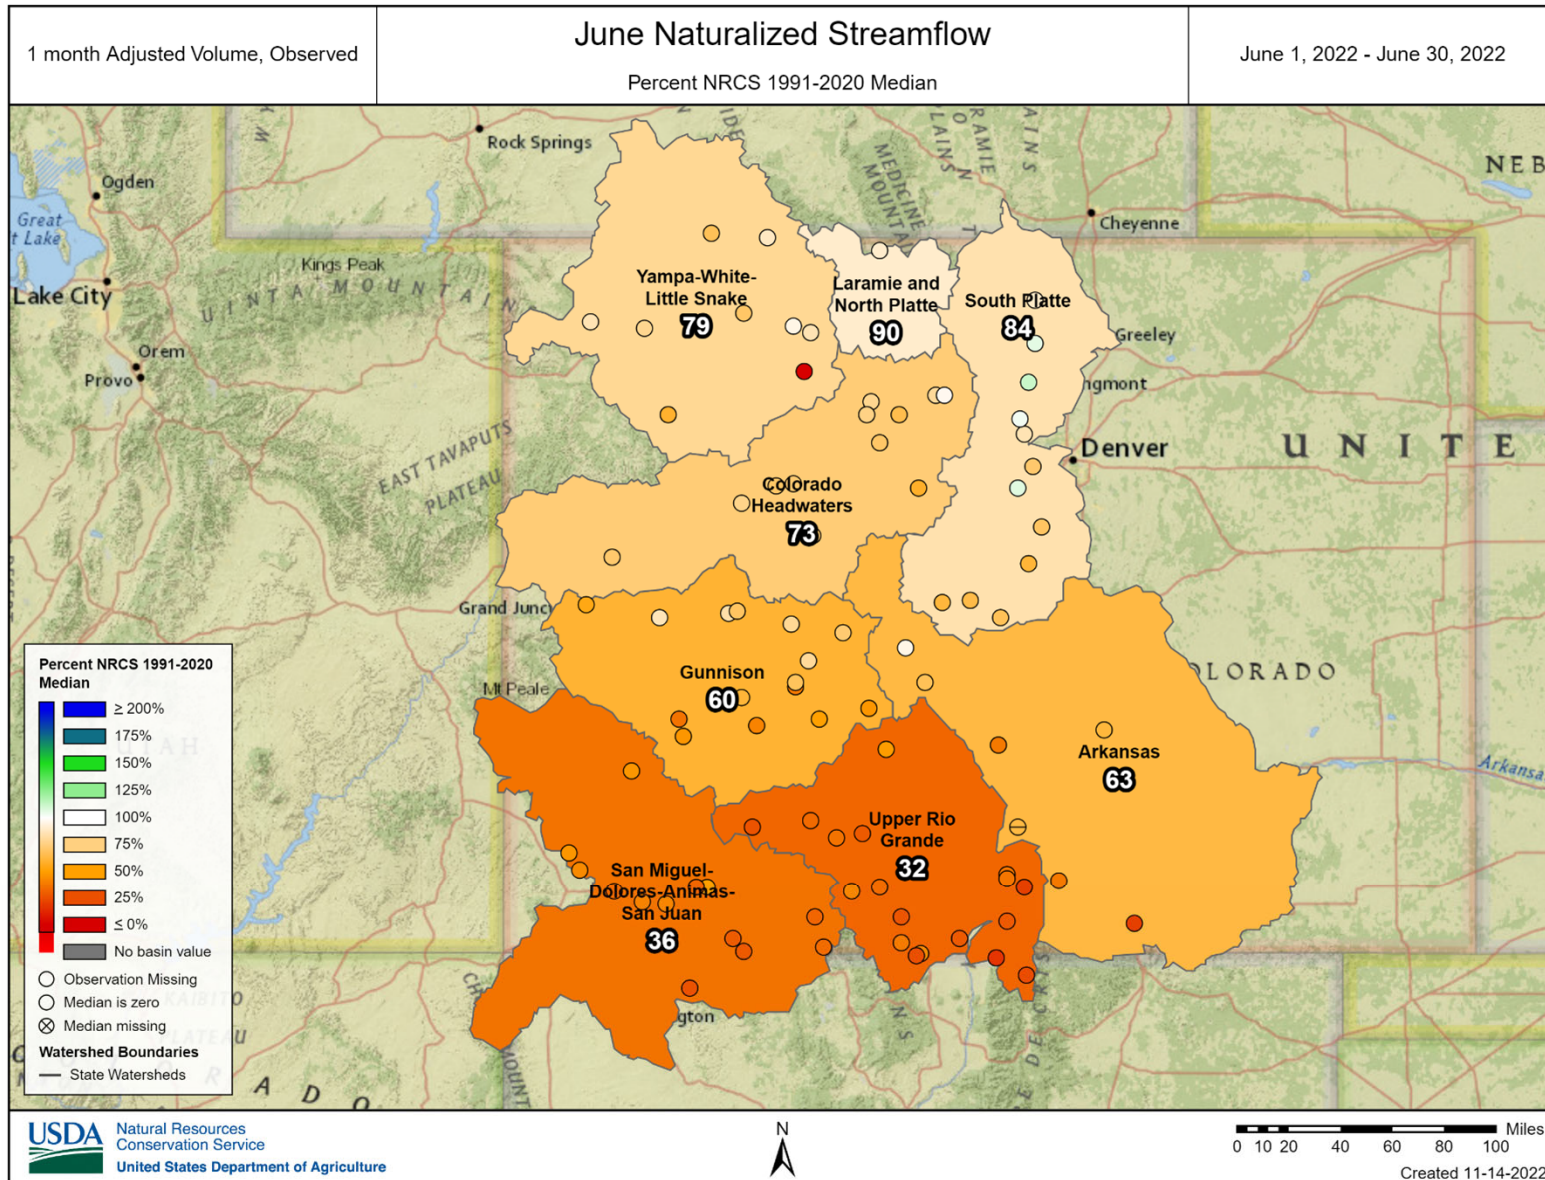 1 month Adjusted Volume, Observed
June Naturalized Streamflow
Percent NRCS 1991-2020 Median
June 1, 2022 - June 30, 2022
Rock Springs
Ogden
Great
t Lake
Lake City
Kings Peak
UINTA MOUNTAINS
Orem
Provo
MEDICINE
Cheyenne
NEB
Yampa-White-
Little Snake
79
Laramie and
North Platte
90
South Platte
84
Greeley
ngmont
Denver
UNITE
EAST TAVAPUTS
PLATEAU
Colorado
Headwaters
73
Grand Junc
Mt Peale
Gunnison
60
OLORADO
Arkansas
63
Arkansa
UTAH
Upper Rio
Grande
32
San Miguel-
Dolores-Animas-
San Juan
36
gton
Percent NRCS 1991-2020
Median
≥ 200%
175%
150%
125%
100%
75%
50%
25%
≤ 0%
No basin value
Observation Missing
Median is zero
Median missing
Watershed Boundaries
State Watersheds
KAIBITO
PLATEAU
USDA
Natural Resources
Conservation Service
United States Department of Agriculture
N
Miles
0 10 20 40 60 80 100
Created 11-14-2022